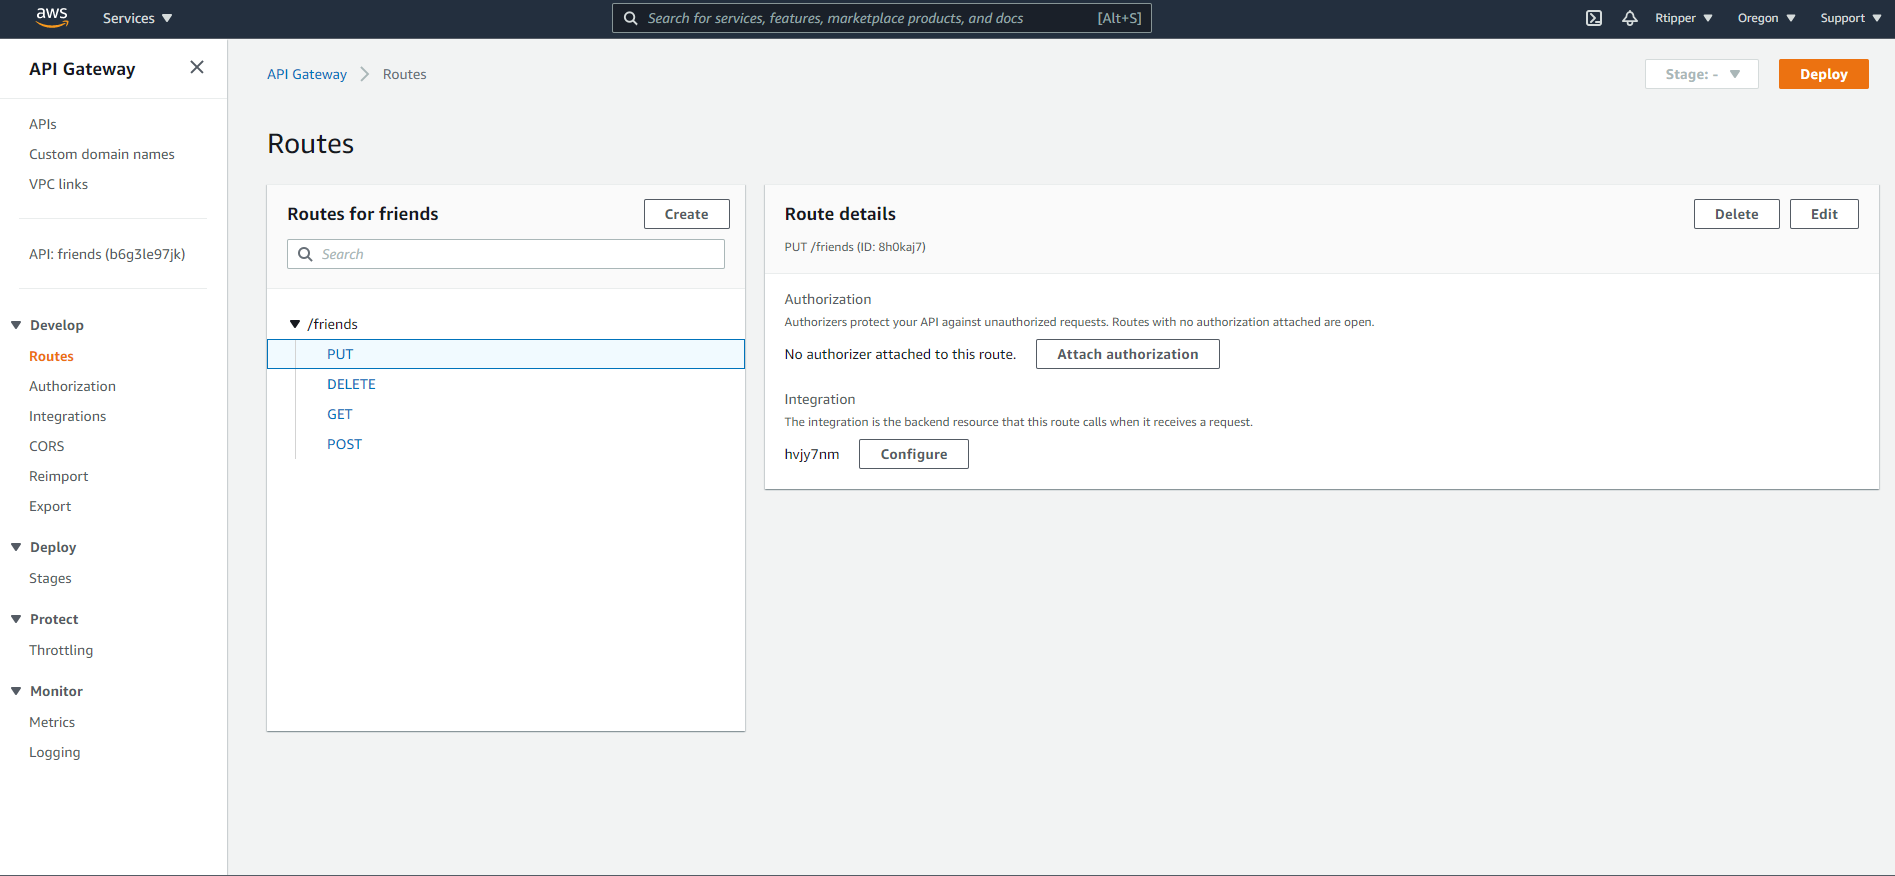 aws
Services
Search for services, features, marketplace products, and docs [Alt+S]
Rtipper
Oregon
Support
API Gateway
APIs
Custom domain names
VPC links
API: friends (b6g3le97jk)
Develop
Routes
Authorization
Integrations
CORS
Reimport
Export
Deploy
Stages
Protect
Throttling
Monitor
Metrics
Logging
API Gateway Routes
Stage: -
Deploy
Routes
Routes for friends
Create
Search
/friends
PUT
DELETE
GET
POST
Route details
Delete
Edit
PUT /friends (ID: 8h0kaj7)
Authorization
Authorizers protect your API against unauthorized requests. Routes with no authorization attached are open.
No authorizer attached to this route.
Attach authorization
Integration
The integration is the backend resource that this route calls when it receives a request.
hvjy7nm
Configure